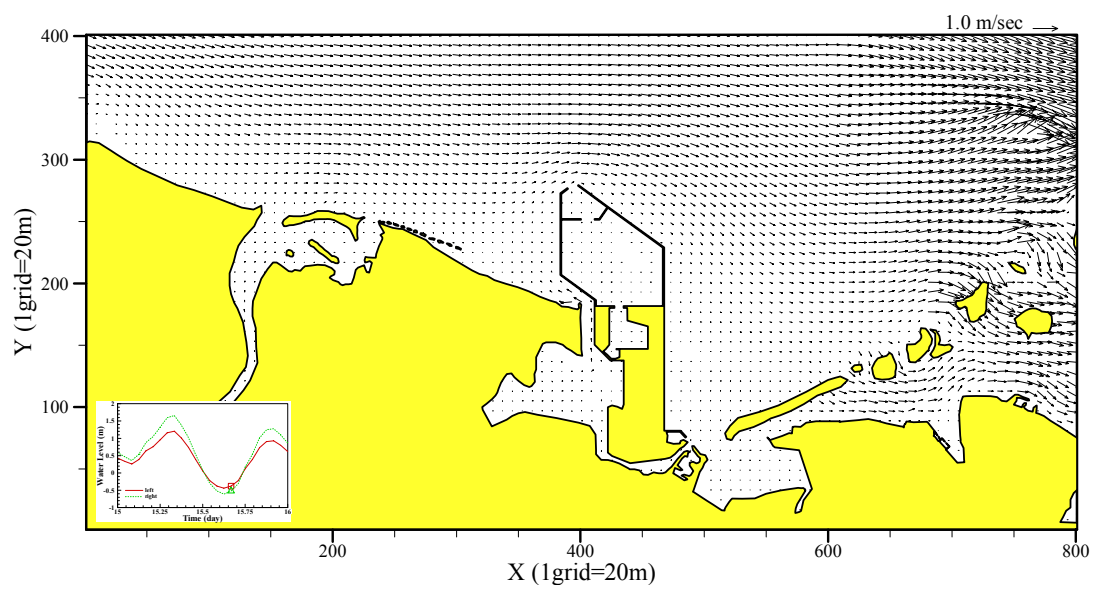 1.0 m/sec
400
300
200
100
Y (1grid=20m)
200
400
600
800
X (1grid=20m)
2
1.5
1
0.5
0
-0.5
-1
Water Level (m)
left
right
15
15.25
15.5
15.75
16
Time (day)